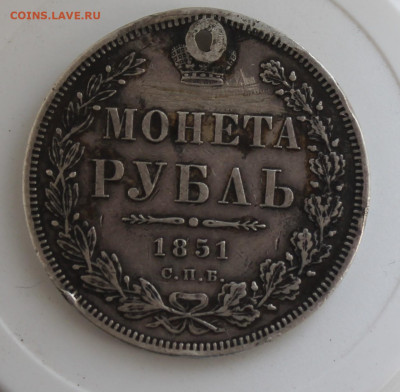 COINS.LAVE.RU
МОНЕТА
РУБЛЬ
1851
С.П.Б.